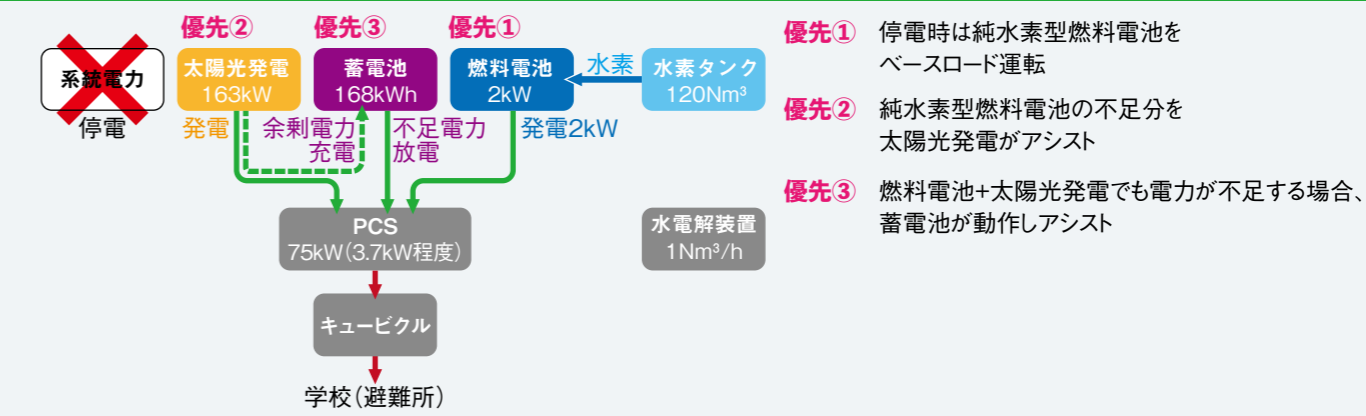 優先② 優先③ 優先①
系統電力
停電
太陽光発電
163kW
蓄電池
168kWh
燃料電池
2kW
水素
水素タンク
120Nm³
発電
余剰電力
充電
不足電力
放電
発電2kW
PCS
75kW(3.7kW程度)
水電解装置
1Nm³/h
キュービクル
学校(避難所)
優先① 停電時は純水素型燃料電池を
ベースロード運転
優先② 純水素型燃料電池の不足分を
太陽光発電がアシスト
優先③ 燃料電池+太陽光発電でも電力が不足する場合、
蓄電池が動作しアシスト